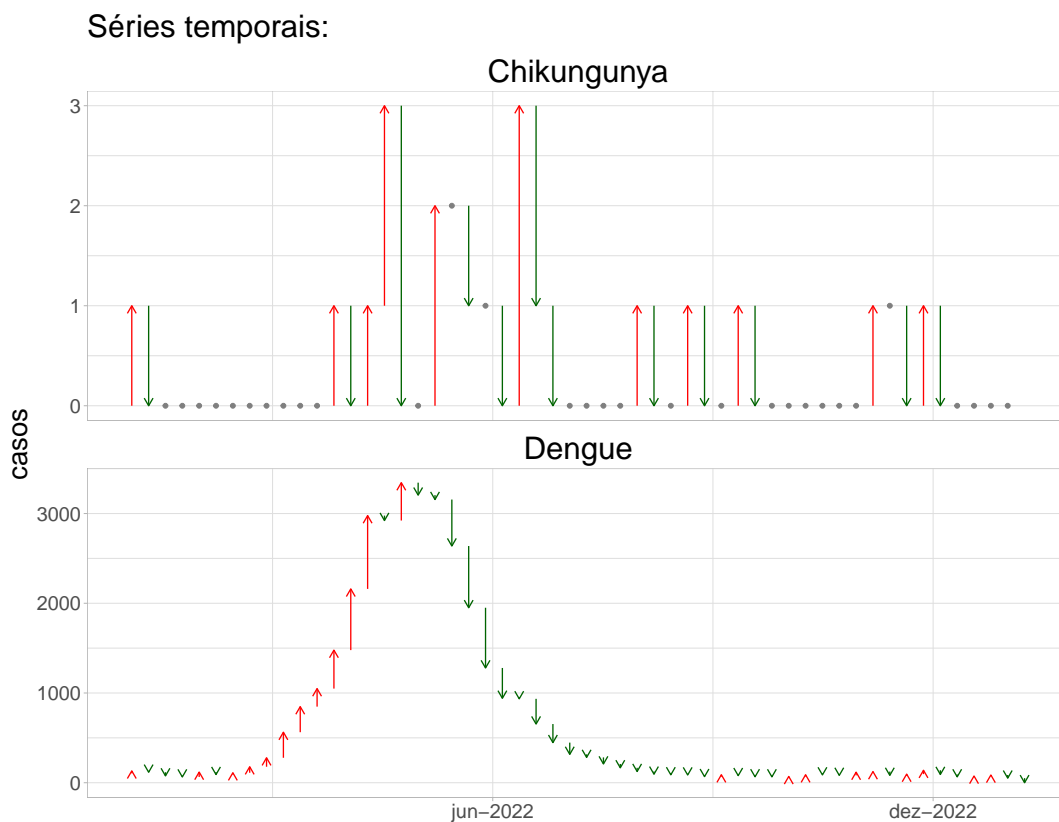 Séries temporais:
Chikungunya
3
2
1
0
casos
Dengue
3000
2000
1000
0
jun−2022
dez−2022